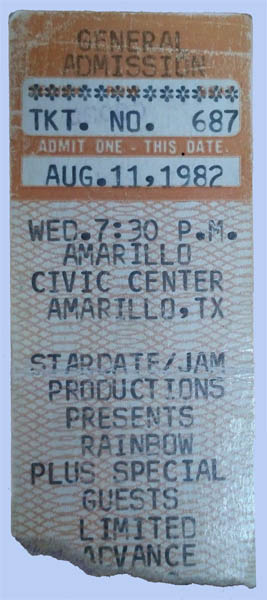 GENERAL
ADMISSION
TKT. NO. 687
ADMIT ONE - THIS DATE
AUG.11,1982
WED.7:30 P.M.
AMARILLO
CIVIC CENTER
AMARILLO,TX
STARDATE/JAM
PRODUCTIONS
PRESENTS
RAINBOW
PLUS SPECIAL
GUESTS
LIMITED
ADVANCE